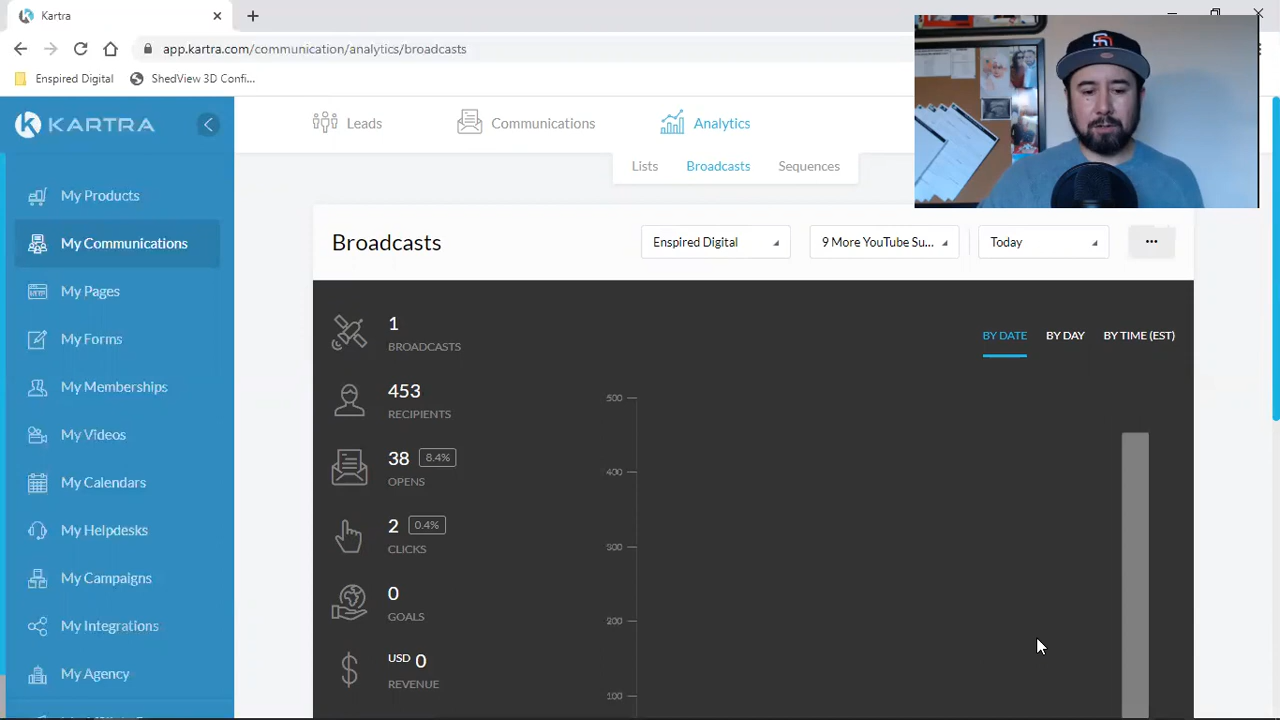 Kartra
app.kartra.com/communication/analytics/broadcasts
Enspired Digital
ShedView 3D Confi...
KARTRA
Leads
Communications
Analytics
Lists
Broadcasts
Sequences
My Products
My Communications
My Pages
My Forms
My Memberships
My Videos
My Calendars
My Helpdesks
My Campaigns
My Integrations
My Agency
Broadcasts
Enspired Digital
9 More YouTube Su...
Today
1
BROADCASTS
453
RECIPIENTS
38 8.4%
OPENS
2 0.4%
CLICKS
0
GOALS
USD 0
REVENUE
BY DATE
BY DAY
BY TIME (EST)
500
400
300
200
100